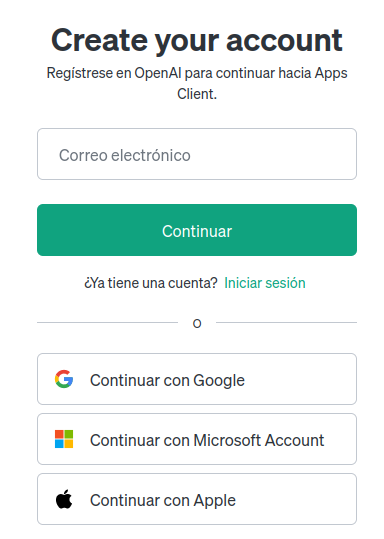 Create your account
Regístrese en OpenAI para continuar hacia Apps
Client.
Correo electrónico
Continuar
¿Ya tiene una cuenta? Iniciar sesión
O
Continuar con Google
Continuar con Microsoft Account
Continuar con Apple